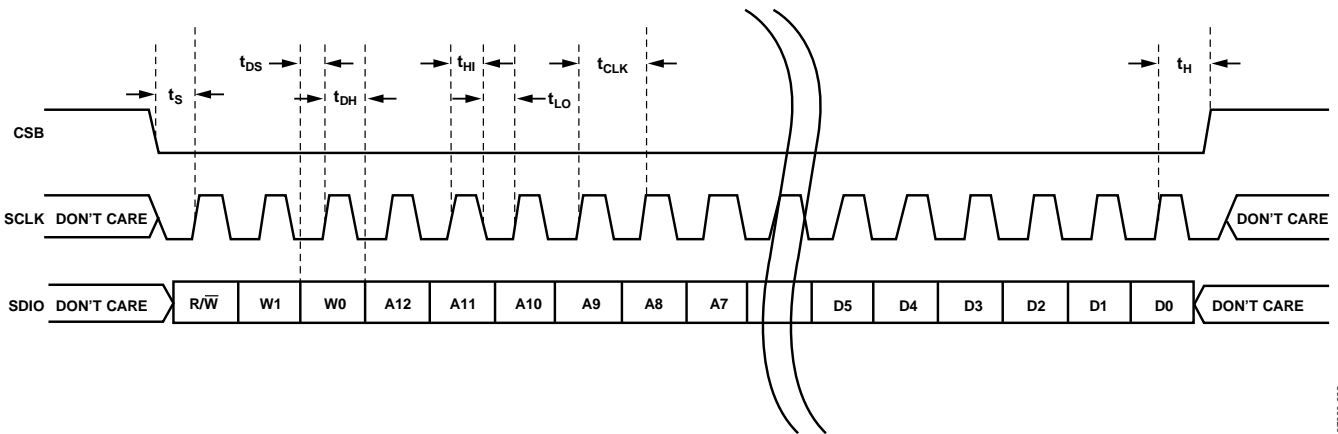 tDS tHI tCLK tH
tS tDH tLO
CSB
SCLK DON'T CARE DON'T CARE
SDIO DON'T CARE R/W̅ W1 W0 A12 A11 A10 A9 A8 A7 D5 D4 D3 D2 D1 D0 DON'T CARE